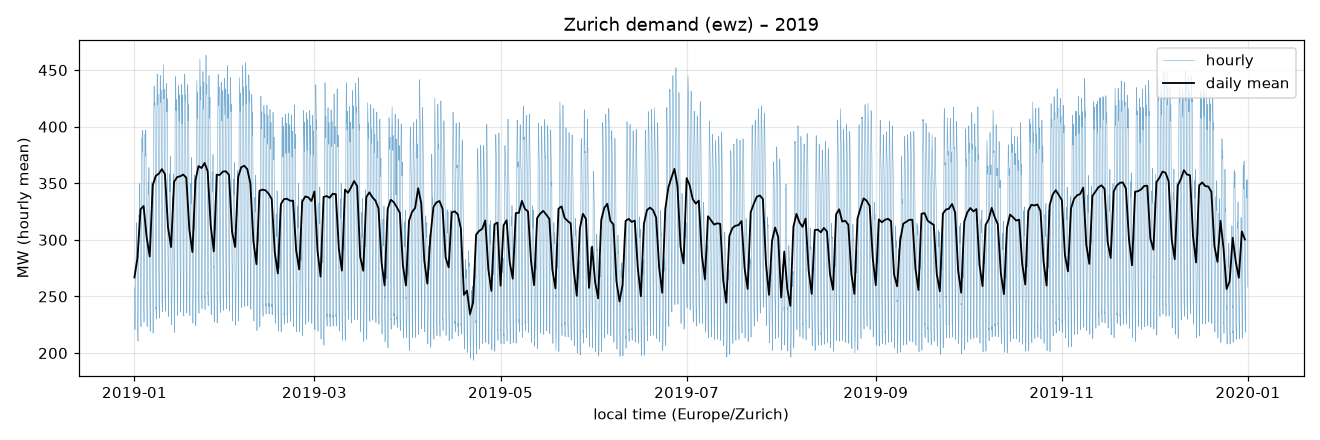 Zurich demand (ewz) – 2019
hourly
daily mean
MW (hourly mean)
450
400
350
300
250
200
2019-01
2019-03
2019-05
2019-07
2019-09
2019-11
2020-01
local time (Europe/Zurich)